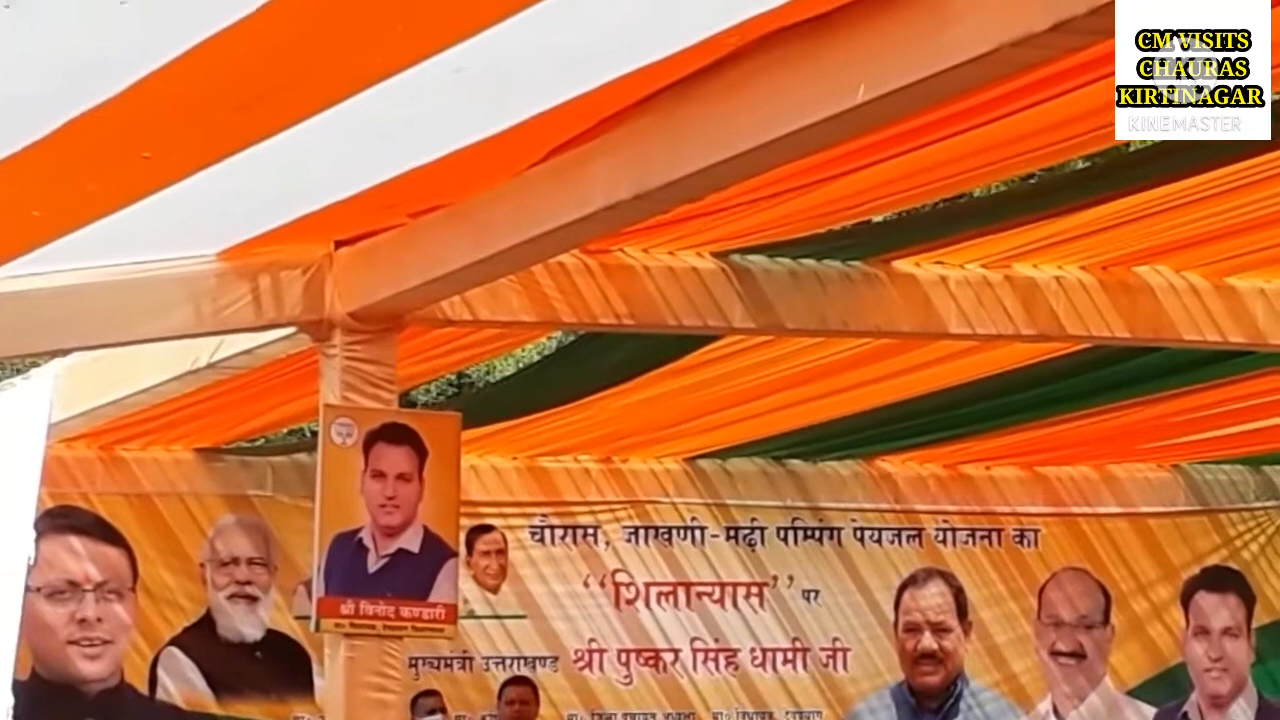 CM VISITS
CHAURAS
KIRTINAGAR
KINEMASTER
चौरास, जाखणी-मढ़ी पम्पिंग पेयजल योजना का
“शिलान्यास” पर
श्री विनोद कण्डारी
मुख्यमंत्री उत्तराखण्ड श्री पुष्कर सिंह धामी जी